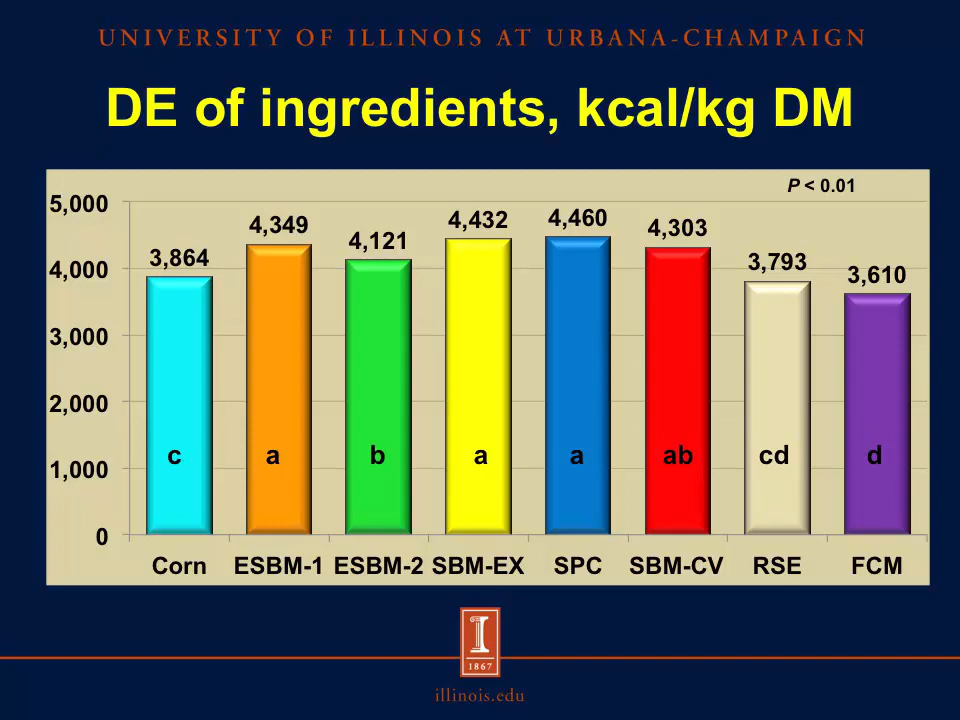 UNIVERSITY OF ILLINOIS AT URBANA-CHAMPAIGN
DE of ingredients, kcal/kg DM
P < 0.01
5,000
4,000
3,000
2,000
1,000
0
3,864
4,349
4,121
4,432
4,460
4,303
3,793
3,610
c a b a a ab cd d
Corn ESBM-1 ESBM-2 SBM-EX SPC SBM-CV RSE FCM
I
1867
illinois.edu